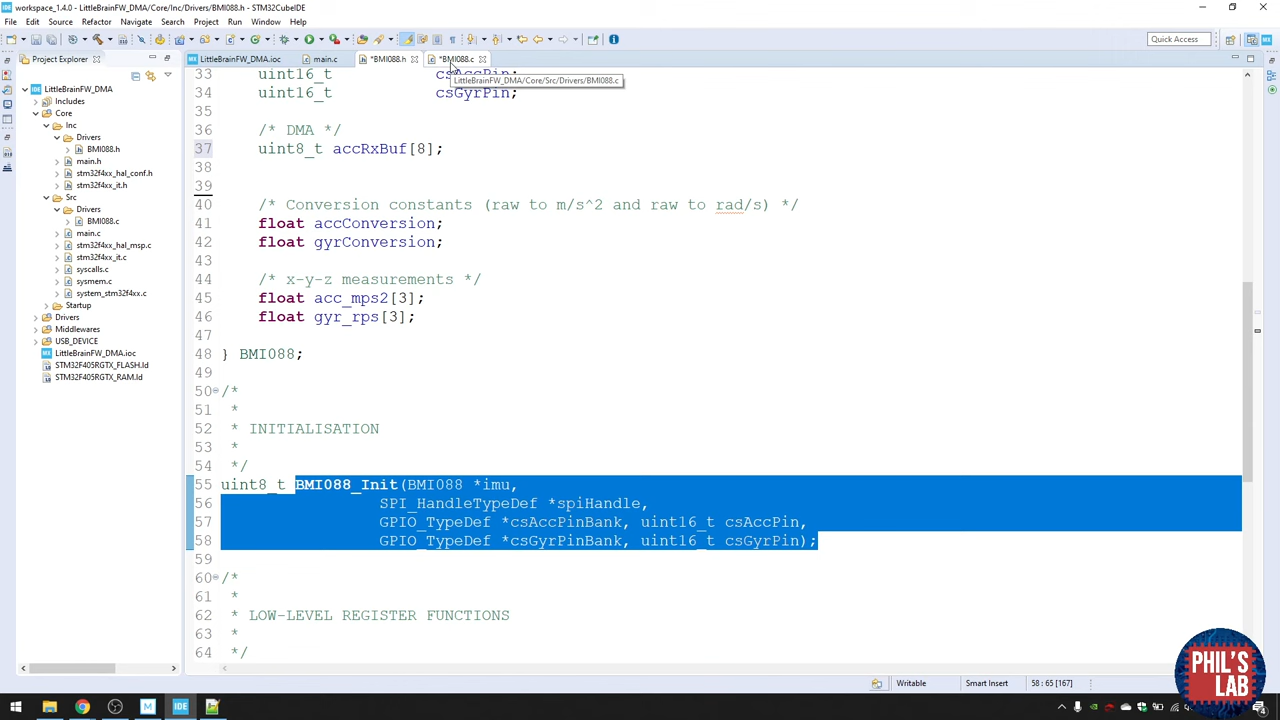 workspace_1.4.0 - LittleBrainFW_DMA/Core/Inc/Drivers/BMI088.h - STM32CubeIDE
File Edit Source Refactor Navigate Search Project Run Window Help
Quick Access
Project Explorer
LittleBrainFW_DMA.ioc main.c *BMI088.h *BMI088.c
LittleBrainFW_DMA/Core/Src/Drivers/BMI088.c
LittleBrainFW_DMA
Includes
Core
Inc
Drivers
BMI088.h
main.h
stm32f4xx_hal_conf.h
stm32f4xx_it.h
Src
Drivers
BMI088.c
main.c
stm32f4xx_hal_msp.c
stm32f4xx_it.c
syscalls.c
sysmem.c
system_stm32f4xx.c
Startup
Drivers
Middlewares
USB_DEVICE
LittleBrainFW_DMA.ioc
STM32F405RGTX_FLASH.ld
STM32F405RGTX_RAM.ld
33 uint16_t csAccPin;
34 uint16_t csGyrPin;
35
36 /* DMA */
37 uint8_t accRxBuf[8];
38
39
40 /* Conversion constants (raw to m/s^2 and raw to rad/s) */
41 float accConversion;
42 float gyrConversion;
43
44 /* x-y-z measurements */
45 float acc_mps2[3];
46 float gyr_rps[3];
47
48 } BMI088;
49
50 /*
51 *
52 * INITIALISATION
53 *
54 */
55 uint8_t BMI088_Init(BMI088 *imu,
56 SPI_HandleTypeDef *spiHandle,
57 GPIO_TypeDef *csAccPinBank, uint16_t csAccPin,
58 GPIO_TypeDef *csGyrPinBank, uint16_t csGyrPin);
59
60 /*
61 *
62 * LOW-LEVEL REGISTER FUNCTIONS
63 *
64 */
Writable Smart Insert 58 : 65 [167]
PHIL'S
LAB